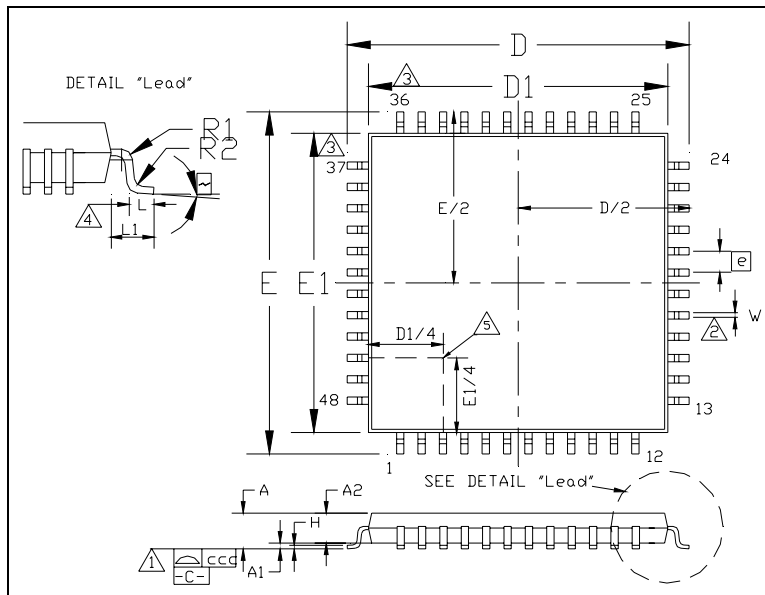 D
DETAIL "Lead"
3
D1
36
25
R1
R2
3
37
24
4
L
L1
E/2
D/2
E
E1
e
W
2
D1/4
5
E1/4
48
13
1
12
SEE DETAIL "Lead"
A
A2
H
1
ccc
-C-
A1